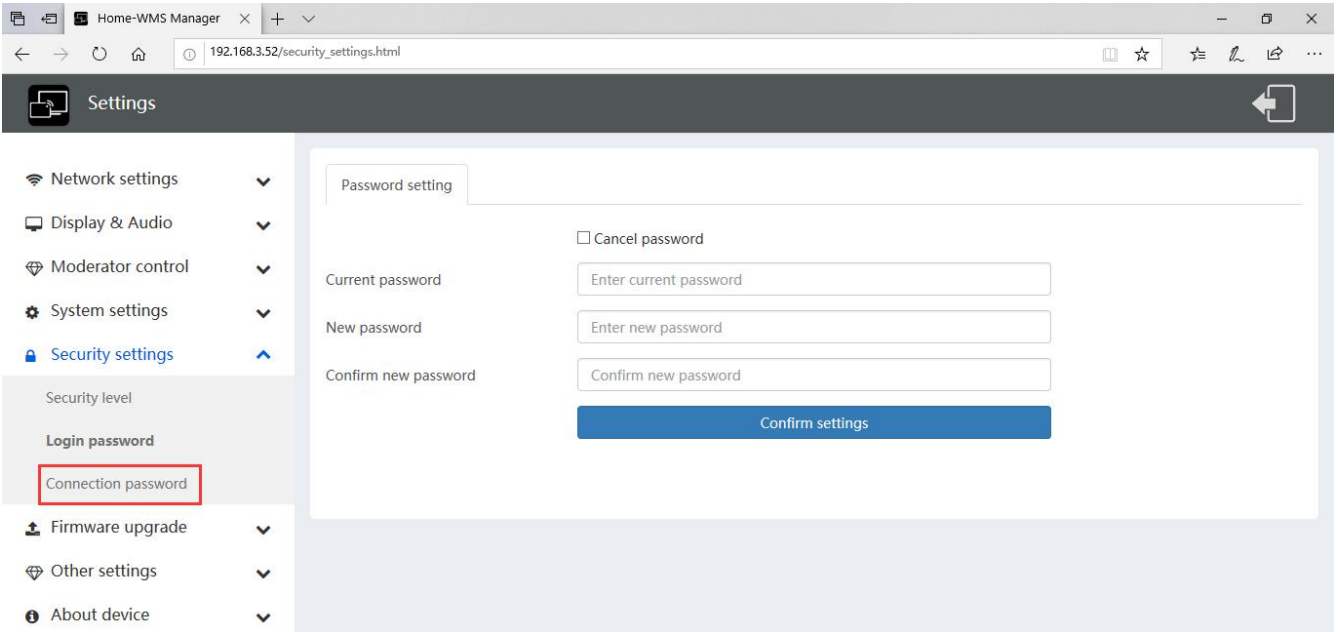 Home-WMS Manager
192.168.3.52/security_settings.html
Settings
Network settings
Display & Audio
Moderator control
System settings
Security settings
Security level
Login password
Connection password
Firmware upgrade
Other settings
About device
Password setting
Cancel password
Current password
Enter current password
New password
Enter new password
Confirm new password
Confirm new password
Confirm settings